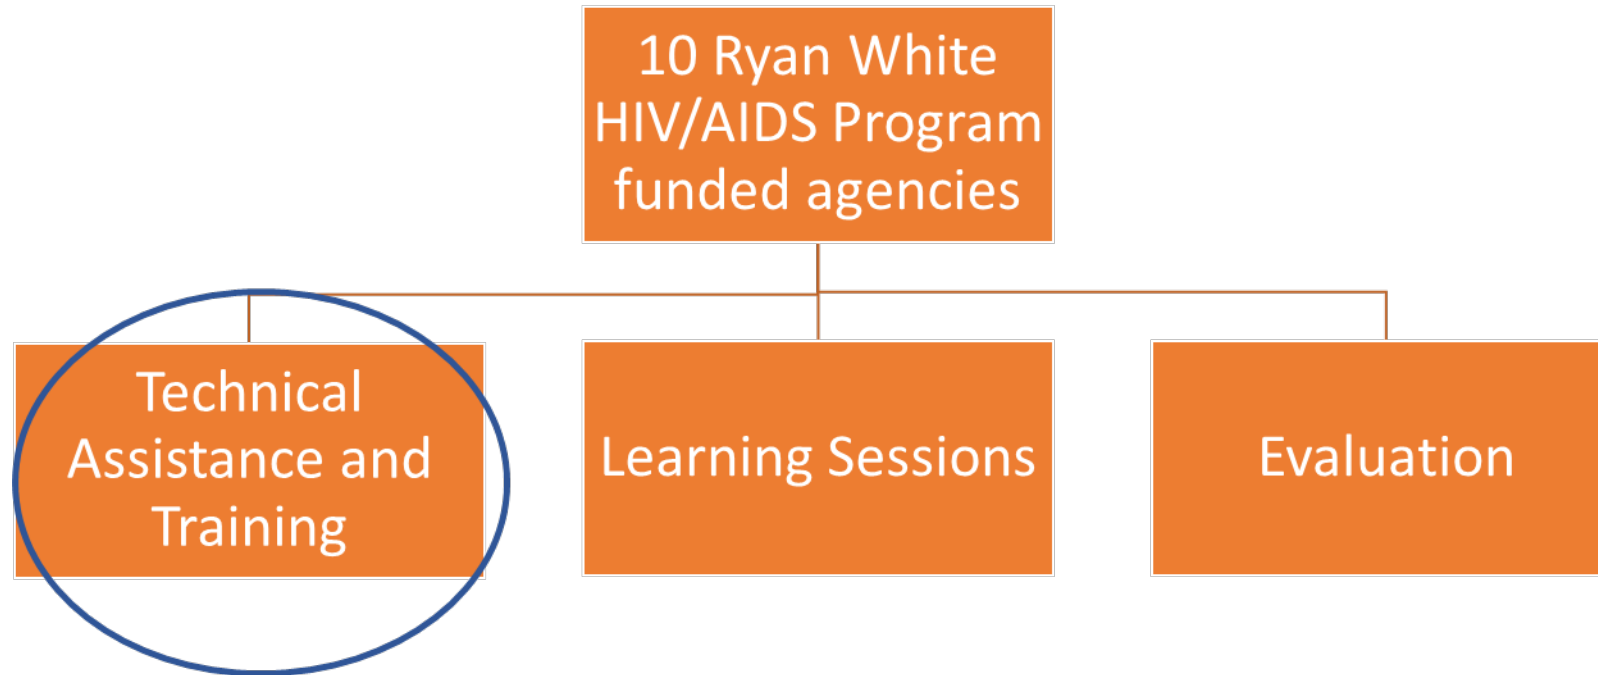 10 Ryan White
HIV/AIDS Program
funded agencies
Technical
Assistance and
Training
Learning Sessions
Evaluation